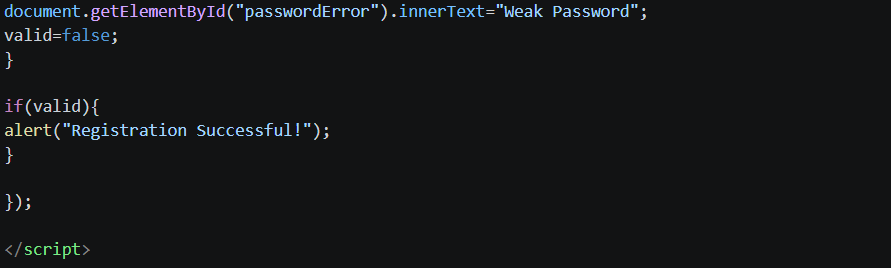 document.getElementById("passwordError").innerText="Weak Password";
valid=false;
}
if(valid){
alert("Registration Successful!");
}
});
</script>